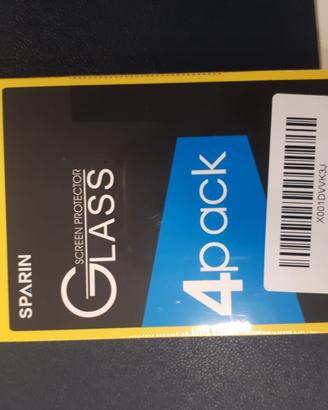 SPARIN
SCREEN PROTECTOR
GLASS
4pack
X001DVVK3J